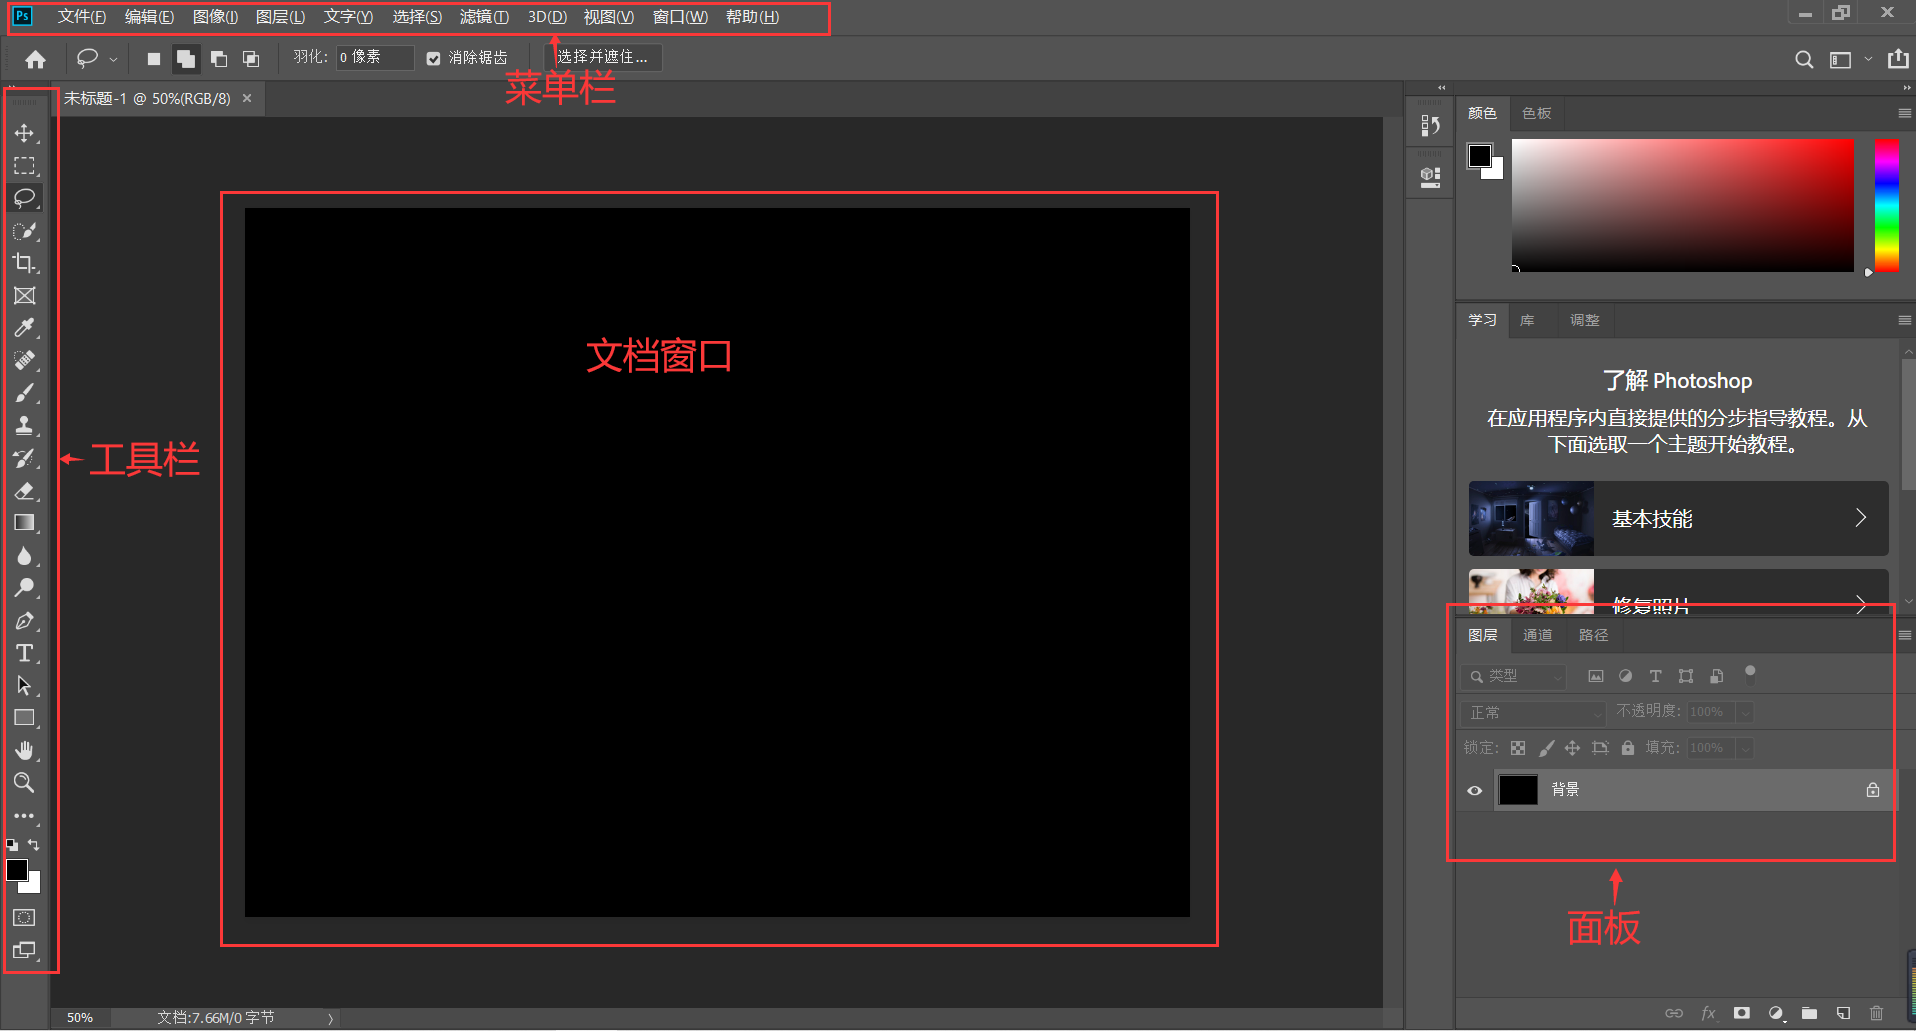 Ps 文件(F) 编辑(E) 图像(I) 图层(L) 文字(Y) 选择(S) 滤镜(T) 3D(D) 视图(V) 窗口(W) 帮助(H)
羽化: 0 像素 消除锯齿 选择并遮住...
菜单栏
未标题-1 @ 50%(RGB/8) ×
颜色 色板
文档窗口
工具栏
学习 库 调整
了解 Photoshop
在应用程序内直接提供的分步指导教程。从
下面选取一个主题开始教程。
基本技能
修复照片
图层 通道 路径
类型
正常 不透明度: 100%
锁定: 填充: 100%
背景
面板
50% 文档:7.66M/0 字节
fx